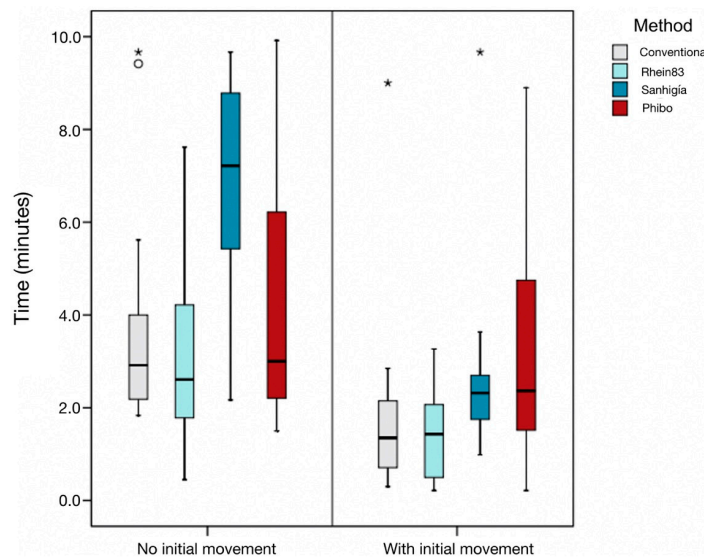 Method
Conventiona
Rhein83
Sanhigía
Phibo
Time (minutes)
10.0
8.0
6.0
4.0
2.0
0.0
No initial movement
With initial movement